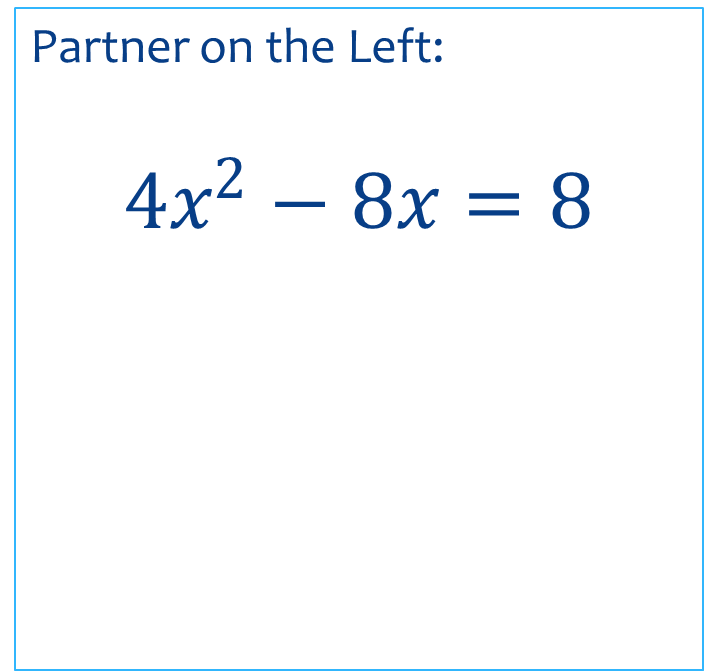 Partner on the Left:
4x² − 8x = 8